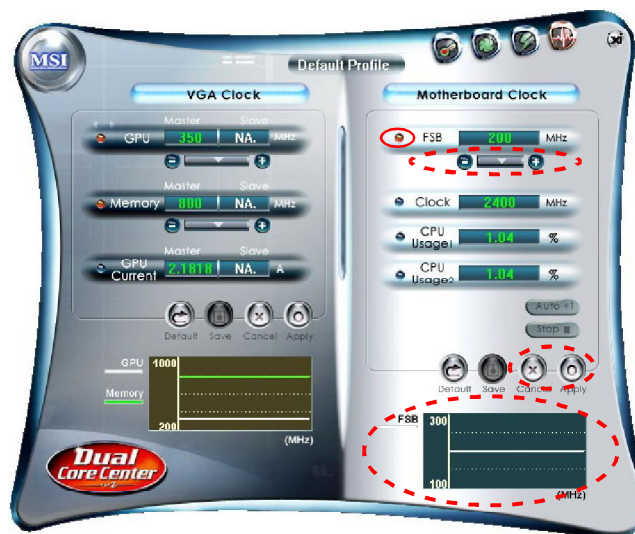 MSI
Default Profile
xi
VGA Clock
Master Slave
GPU 350 NA. MHz
Master Slave
Memory 800 NA. MHz
Master Slave
GPU Current 2.1818 NA. A
Default Save Cancel Apply
GPU 1000
Memory
200
(MHz)
Dual
Core Center
Motherboard Clock
FSB 200 MHz
Clock 2400 MHz
CPU Usage1 1.04 %
CPU Usage2 1.04 %
Auto +1
Stop
Default Save Cancel Apply
FSB 300
100
(MHz)